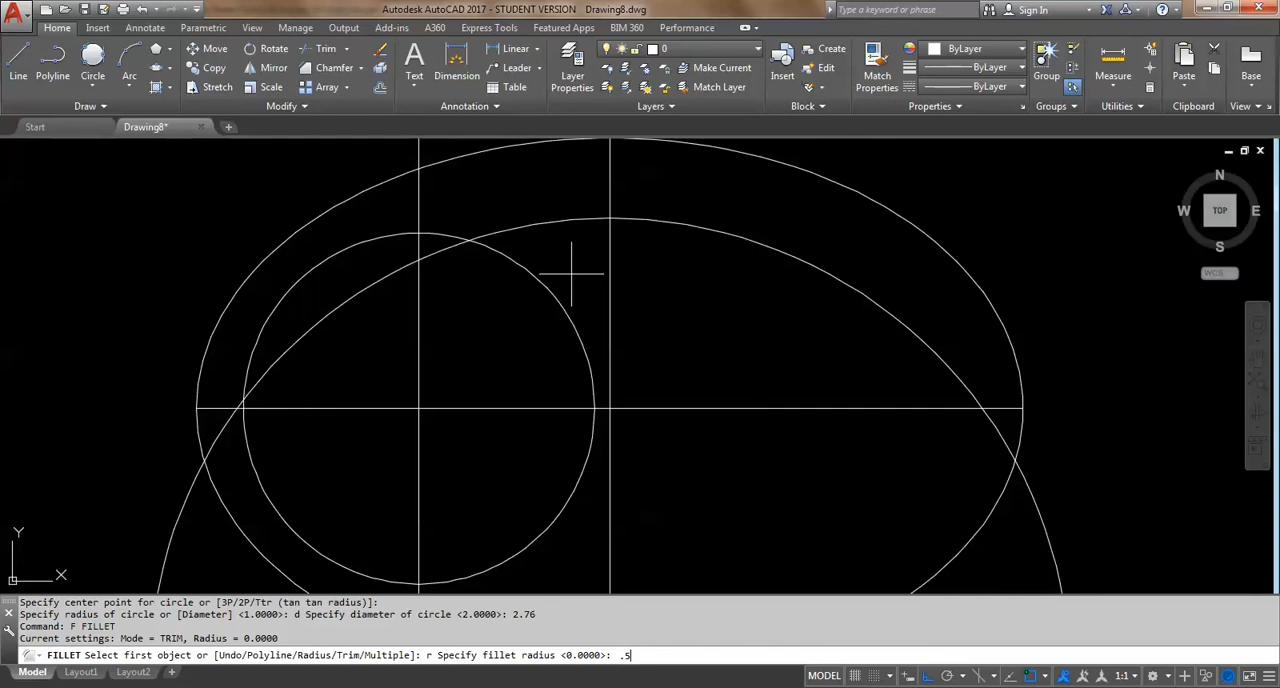 Autodesk AutoCAD 2017 - STUDENT VERSION Drawing8.dwg
Type a keyword or phrase
Sign In
Home Insert Annotate Parametric View Manage Output Add-ins A360 Express Tools Featured Apps BIM 360 Performance
Line Polyline Circle Arc
Move Rotate Trim
Copy Mirror Chamfer
Stretch Scale Array
Text Dimension
Linear
Leader
Table
Layer Properties
0
Make Current
Match Layer
Insert
Create
Edit
Match Properties
ByLayer
ByLayer
ByLayer
Group
Measure
Paste
Base
Draw Modify Annotation Layers Block Properties Groups Utilities Clipboard View
Start Drawing8*
N
W TOP E
S
WCS
Y
X
Specify center point for circle or [3P/2P/Ttr (tan tan radius)]:
Specify radius of circle or [Diameter] <1.0000>: d Specify diameter of circle <2.0000>: 2.76
Command: F FILLET
Current settings: Mode = TRIM, Radius = 0.0000
FILLET Select first object or [Undo/Polyline/Radius/Trim/Multiple]: r Specify fillet radius <0.0000>: .5
Model Layout1 Layout2
MODEL 1:1